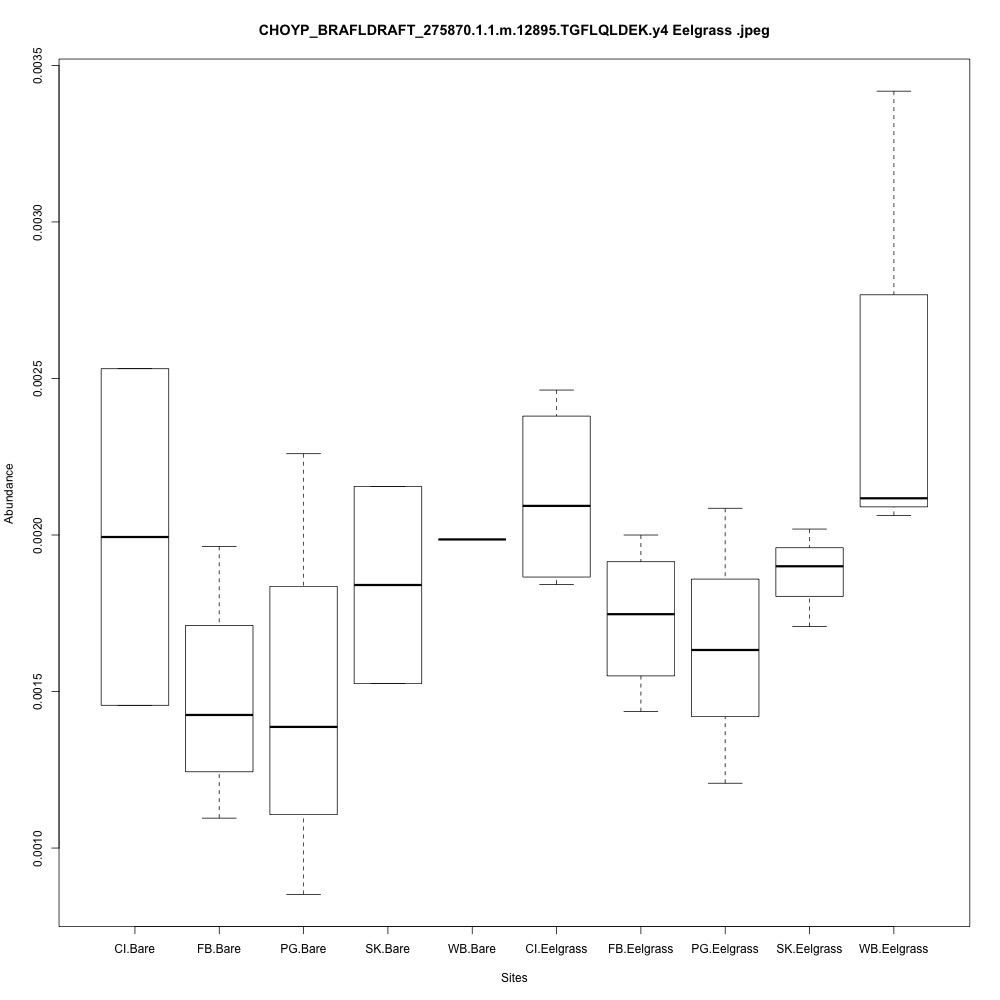 CHOYP_BRAFLDRAFT_275870.1.1.m.12895.TGFLQLDEK.y4 Eelgrass .jpeg
0.0035
0.0030
0.0025
0.0020
0.0015
0.0010
Abundance
CI.Bare FB.Bare PG.Bare SK.Bare WB.Bare CI.Eelgrass FB.Eelgrass PG.Eelgrass SK.Eelgrass WB.Eelgrass
Sites